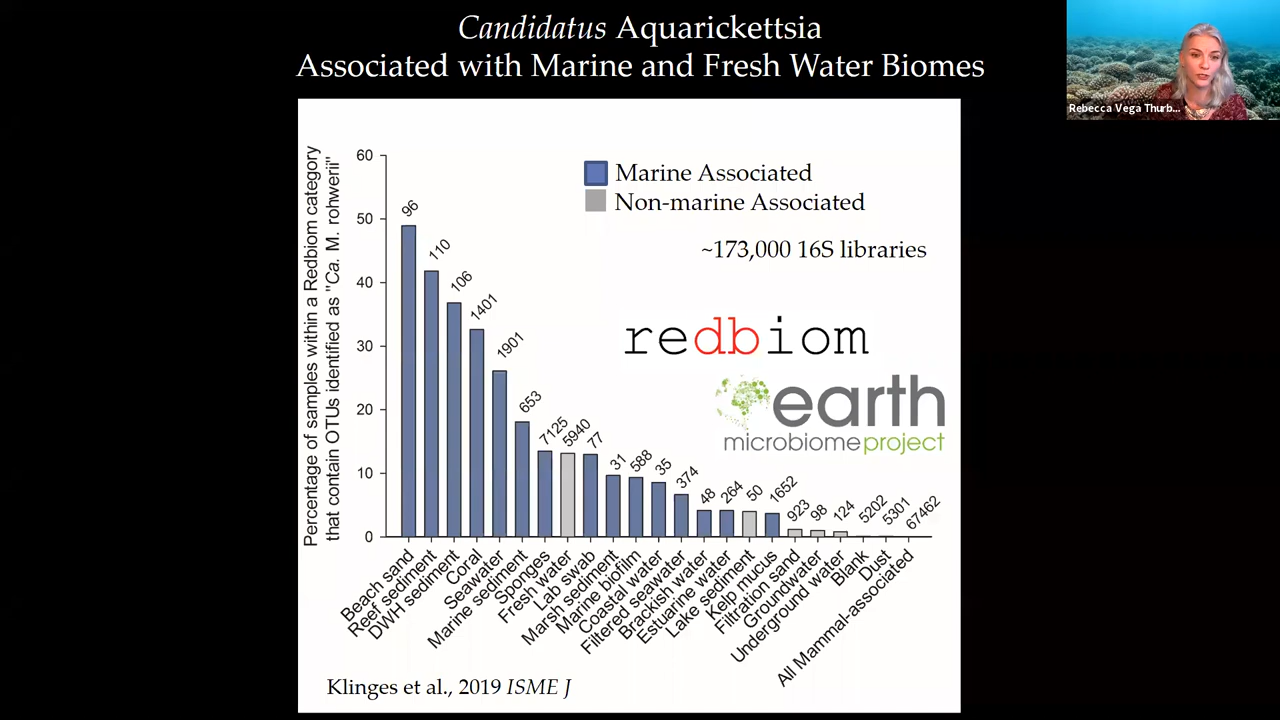 Candidatus Aquarickettsia
Associated with Marine and Fresh Water Biomes
Rebecca Vega Thurb...
Percentage of samples within a Redbiom category
that contain OTUs identified as "Ca. M. rohwerii"
60
50
40
30
20
10
0
Marine Associated
Non-marine Associated
~173,000 16S libraries
redbiom
earth
microbiomeproject
96
110
106
1401
1901
653
7125
5940
77
31
588
35
374
48
264
50
1652
923
98
124
5202
5301
67462
Beach sand
Reef sediment
DWH sediment
Coral
Seawater
Marine sediment
Sponges
Fresh water
Lab swab
Marsh sediment
Marine biofilm
Coastal water
Filtered seawater
Brackish water
Estuarine water
Lake sediment
Kelp mucus
Filtration sand
Groundwater
Underground water
Blank
Dust
All Mammal-associated
Klinges et al., 2019 ISME J